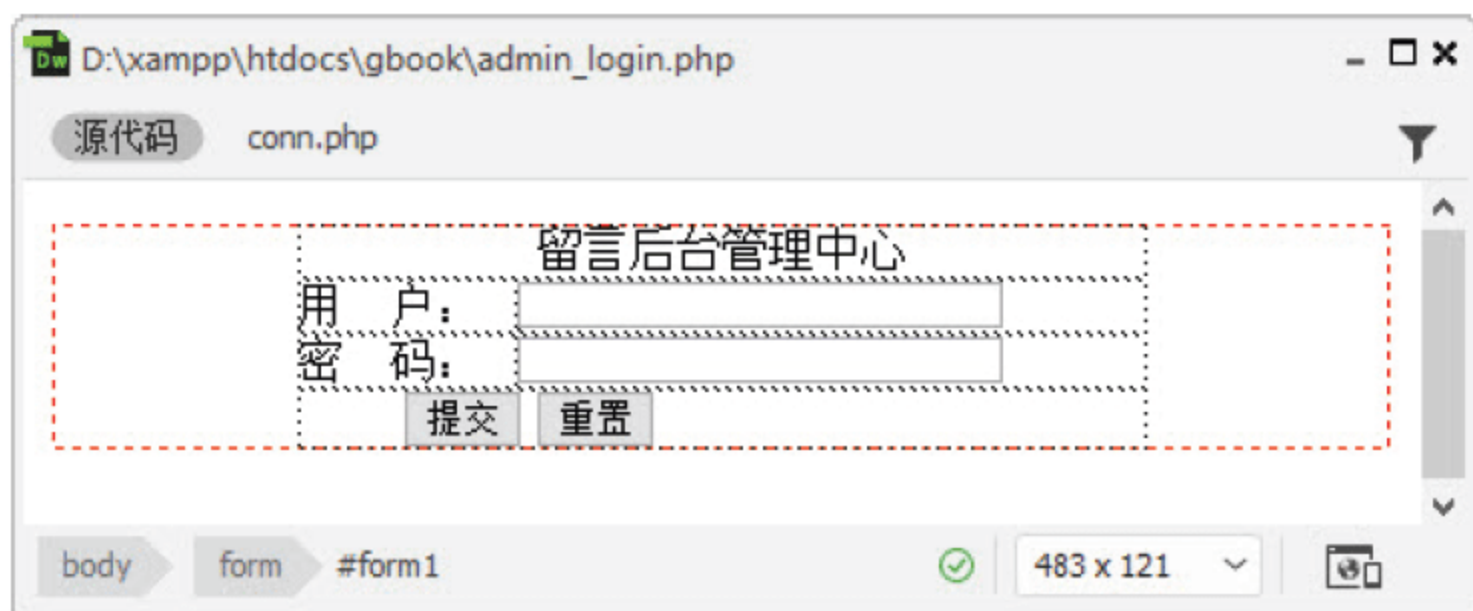 Dw D:\xampp\htdocs\gbook\admin_login.php
源代码 conn.php
留言后台管理中心
用 户：
密 码：
提交 重置
body form #form1 483 x 121